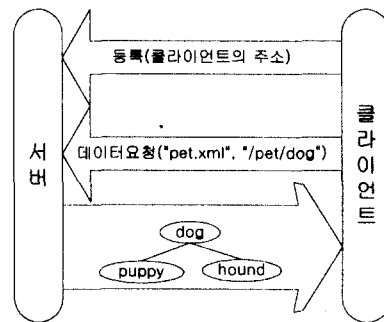 등록(클라이언트의 주소)
데이터요청("pet.xml", "/pet/dog")
서버
클라이언트
dog
puppy
hound